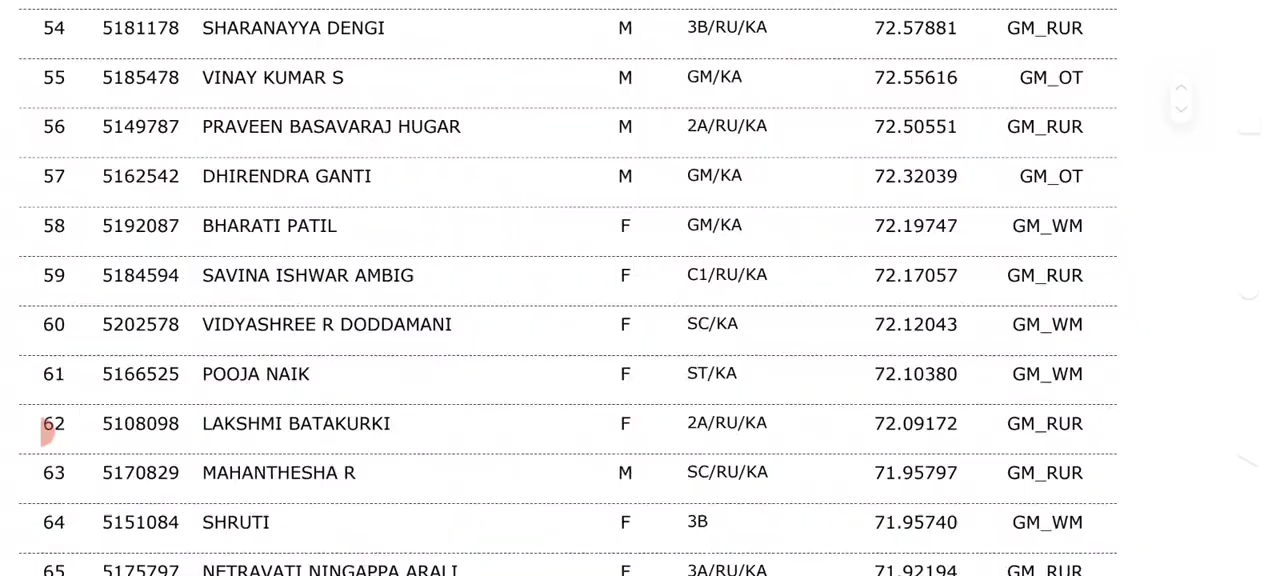 54 5181178 SHARANAYYA DENGI M 3B/RU/KA 72.57881 GM_RUR
55 5185478 VINAY KUMAR S M GM/KA 72.55616 GM_OT
56 5149787 PRAVEEN BASAVARAJ HUGAR M 2A/RU/KA 72.50551 GM_RUR
57 5162542 DHIRENDRA GANTI M GM/KA 72.32039 GM_OT
58 5192087 BHARATI PATIL F GM/KA 72.19747 GM_WM
59 5184594 SAVINA ISHWAR AMBIG F C1/RU/KA 72.17057 GM_RUR
60 5202578 VIDYASHREE R DODDAMANI F SC/KA 72.12043 GM_WM
61 5166525 POOJA NAIK F ST/KA 72.10380 GM_WM
62 5108098 LAKSHMI BATAKURKI F 2A/RU/KA 72.09172 GM_RUR
63 5170829 MAHANTHESHA R M SC/RU/KA 71.95797 GM_RUR
64 5151084 SHRUTI F 3B 71.95740 GM_WM
65 5175797 NETRAVATI NINGAPPA ARALI F 3A/RU/KA 71.92194 GM_RUR